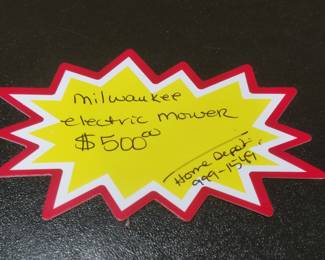 milwaukee
electric mower
$500.00
Home Depot
999-1549.